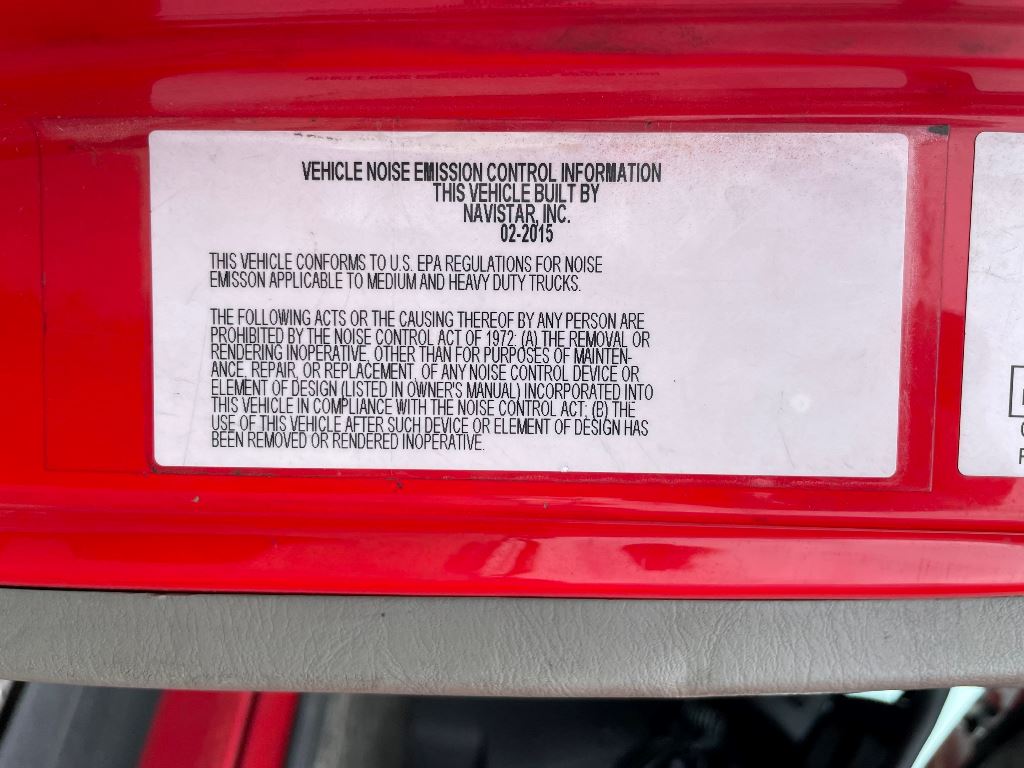 VEHICLE NOISE EMISSION CONTROL INFORMATION
THIS VEHICLE BUILT BY
NAVISTAR, INC.
02-2015
THIS VEHICLE CONFORMS TO U.S. EPA REGULATIONS FOR NOISE
EMISSON APPLICABLE TO MEDIUM AND HEAVY DUTY TRUCKS.
THE FOLLOWING ACTS OR THE CAUSING THEREOF BY ANY PERSON ARE
PROHIBITED BY THE NOISE CONTROL ACT OF 1972: (A) THE REMOVAL OR
RENDERING INOPERATIVE, OTHER THAN FOR PURPOSES OF MAINTEN-
ANCE, REPAIR, OR REPLACEMENT, OF ANY NOISE CONTROL DEVICE OR
ELEMENT OF DESIGN (LISTED IN OWNER'S MANUAL) INCORPORATED INTO
THIS VEHICLE IN COMPLIANCE WITH THE NOISE CONTROL ACT; (B) THE
USE OF THIS VEHICLE AFTER SUCH DEVICE OR ELEMENT OF DESIGN HAS
BEEN REMOVED OR RENDERED INOPERATIVE.